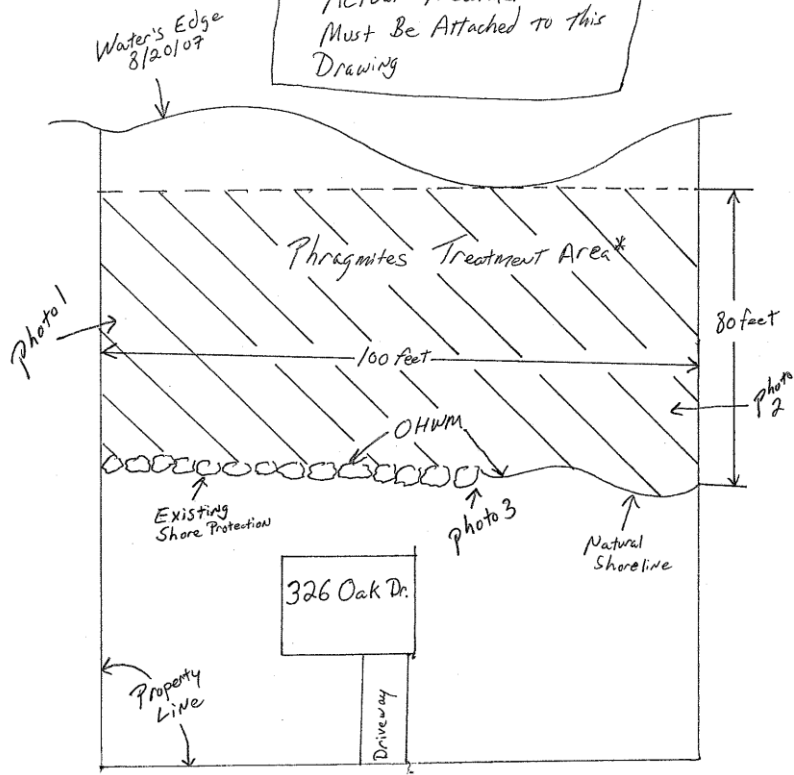 Must Be Attached to this
Drawing
Water's Edge
8/20/07
Phragmites Treatment Area*
Photo 1
100 feet
80 feet
Photo
2
OHWM
Existing
Shore Protection
Photo 3
Natural
Shoreline
326 Oak Dr.
Property
Line
Driveway